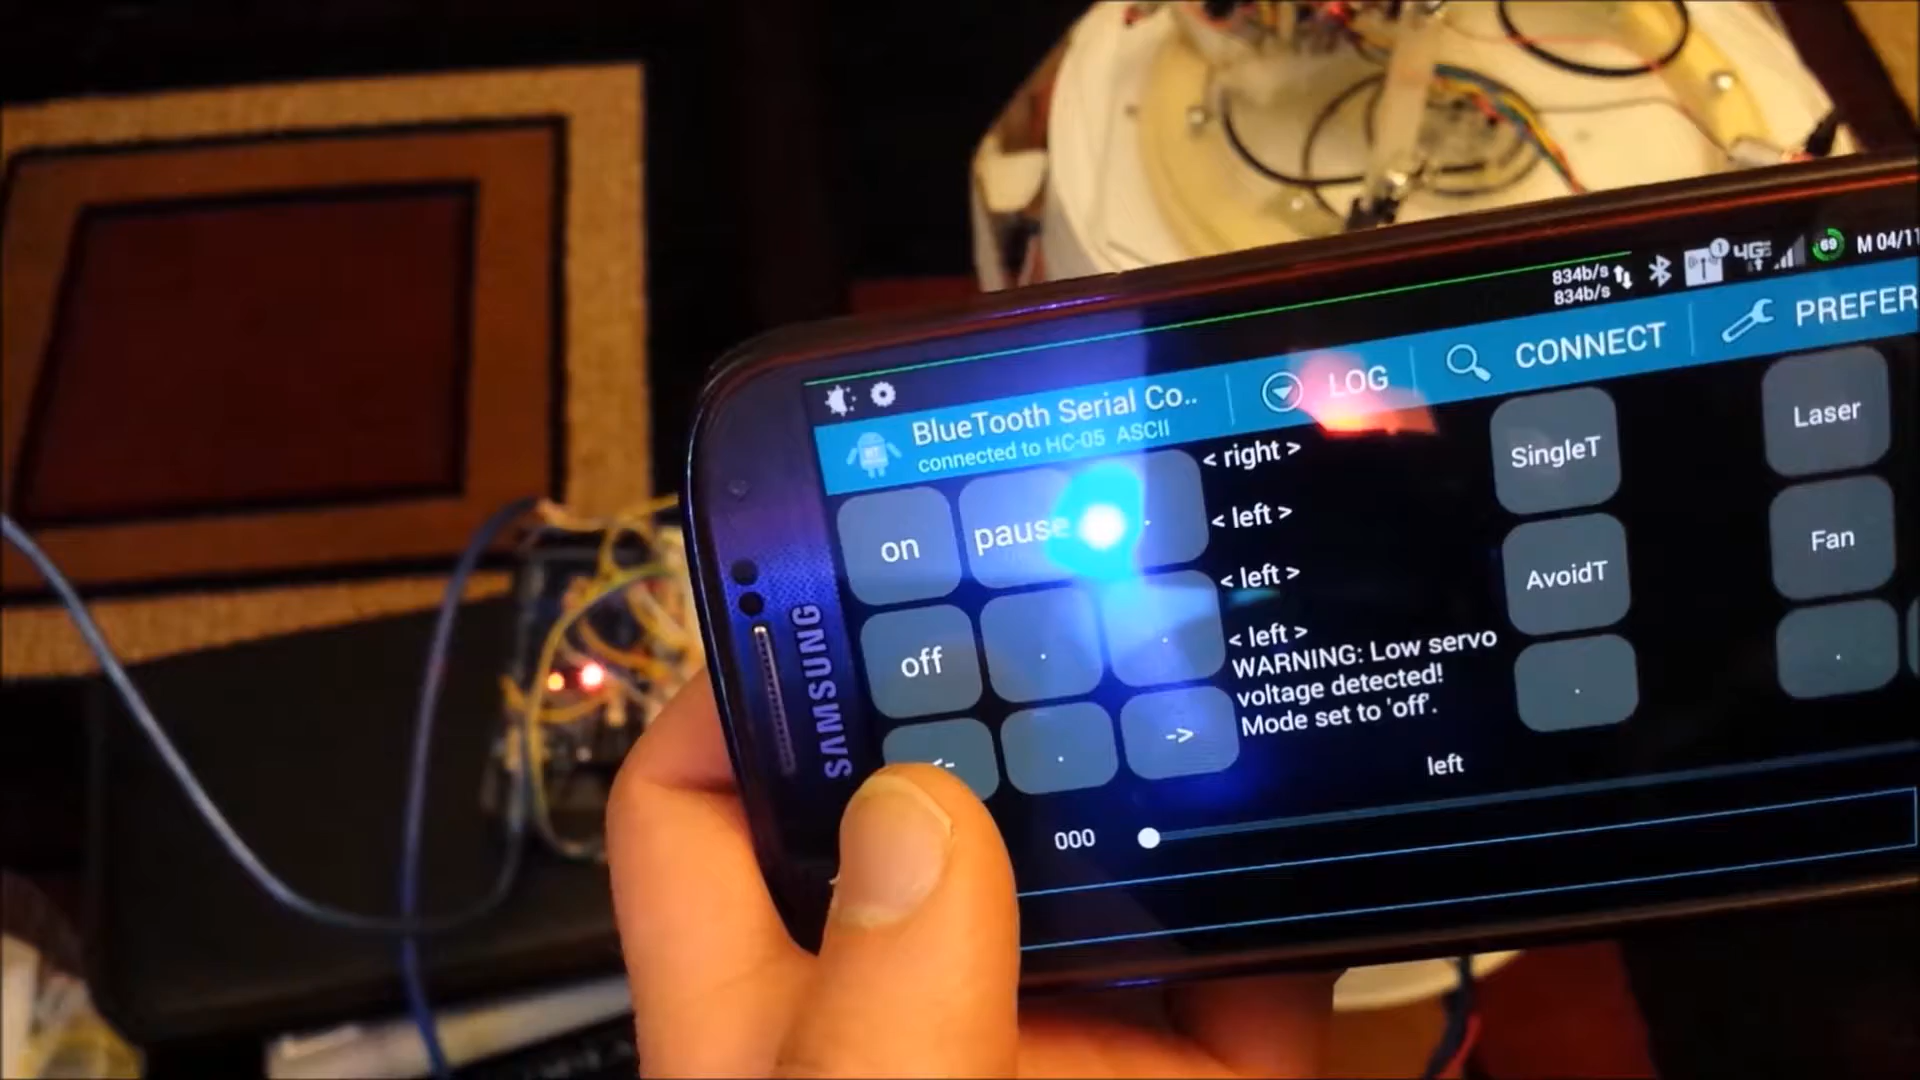 834b/s
834b/s
4G
69
M 04/11
BlueTooth Serial Co..
connected to HC-05 ASCII
LOG
CONNECT
PREFER
on
pause
.
< right >
SingleT
Laser
< left >
< left >
off
.
.
< left >
AvoidT
Fan
WARNING: Low servo
voltage detected!
Mode set to 'off'.
<-
.
->
.
.
left
000
SAMSUNG